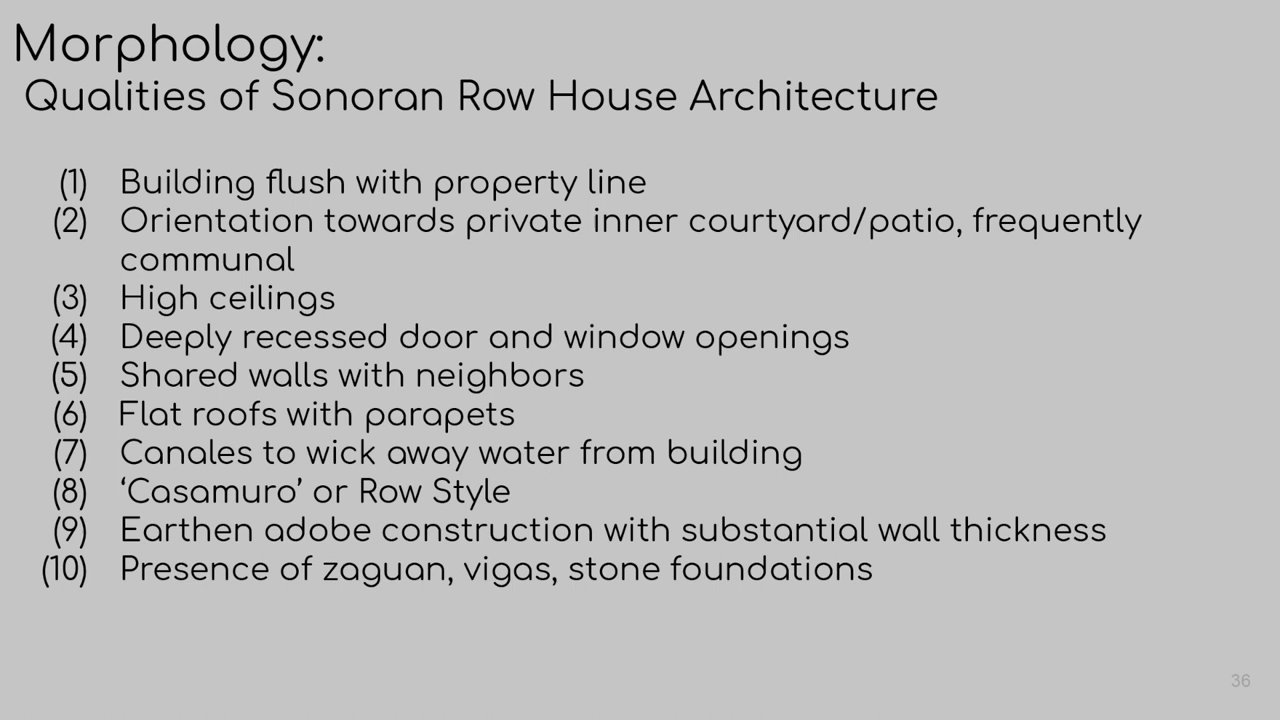 Morphology:
Qualities of Sonoran Row House Architecture
(1) Building flush with property line
(2) Orientation towards private inner courtyard/patio, frequently
communal
(3) High ceilings
(4) Deeply recessed door and window openings
(5) Shared walls with neighbors
(6) Flat roofs with parapets
(7) Canales to wick away water from building
(8) ‘Casamuro’ or Row Style
(9) Earthen adobe construction with substantial wall thickness
(10) Presence of zaguan, vigas, stone foundations
36